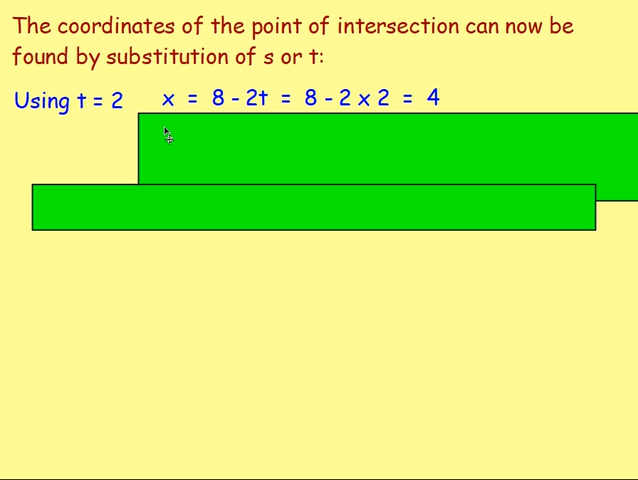 The coordinates of the point of intersection can now be
found by substitution of s or t:
Using t = 2 x = 8 - 2t = 8 - 2 x 2 = 4